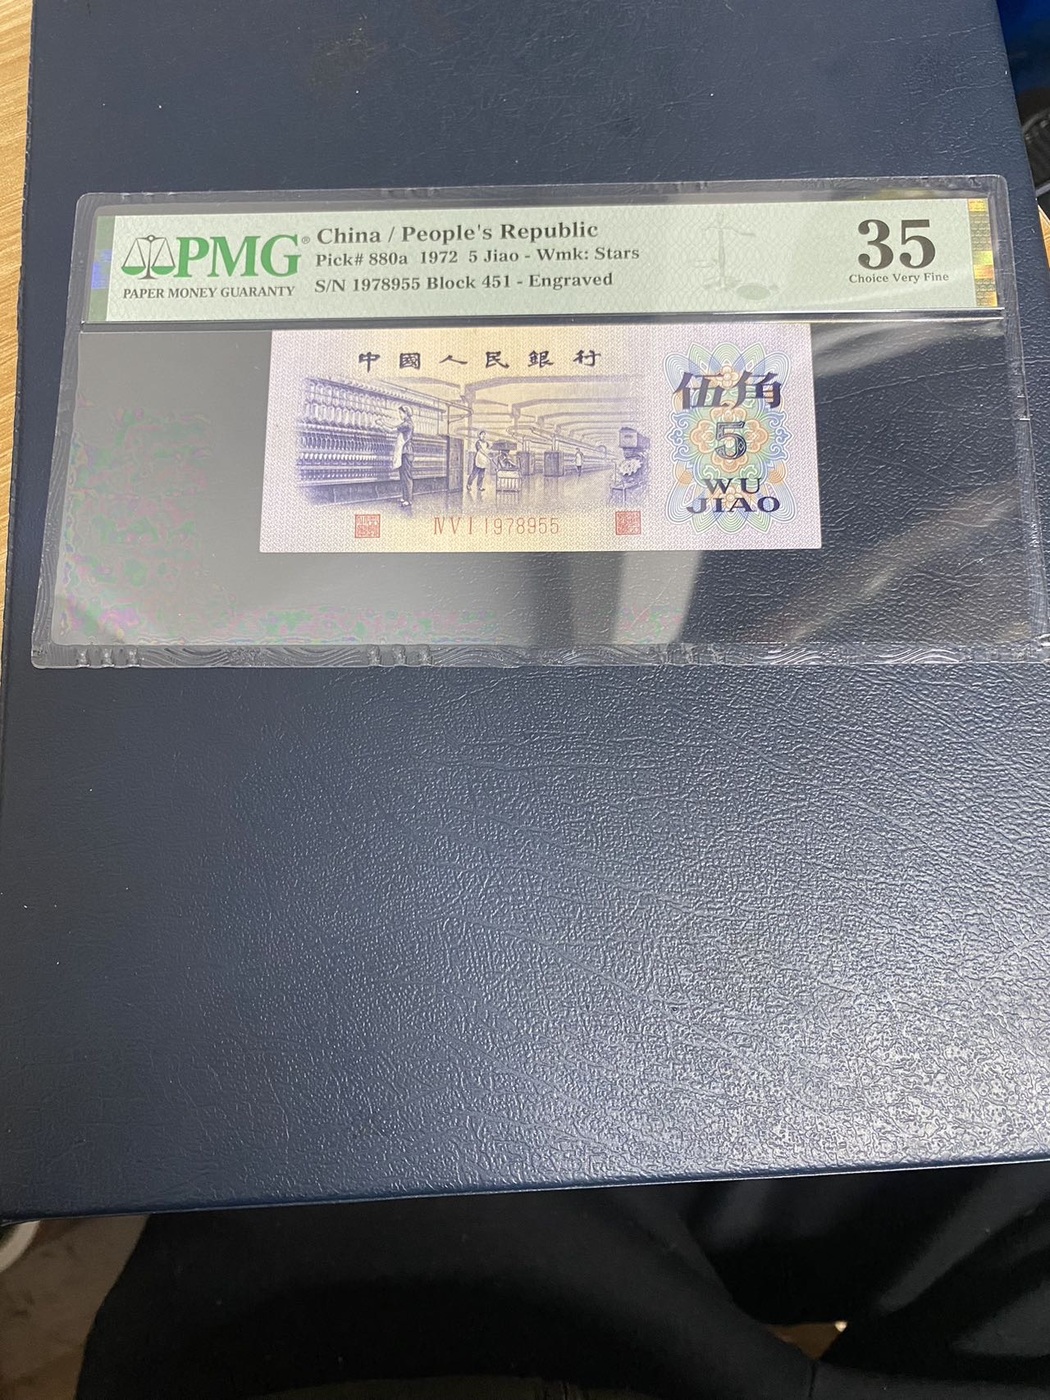 PMG®
PAPER MONEY GUARANTY
China / People's Republic
Pick# 880a 1972 5 Jiao - Wmk: Stars
S/N 1978955 Block 451 - Engraved
35
Choice Very Fine
中國人民銀行
伍角
5
WU
JIAO
IV V I 1978955